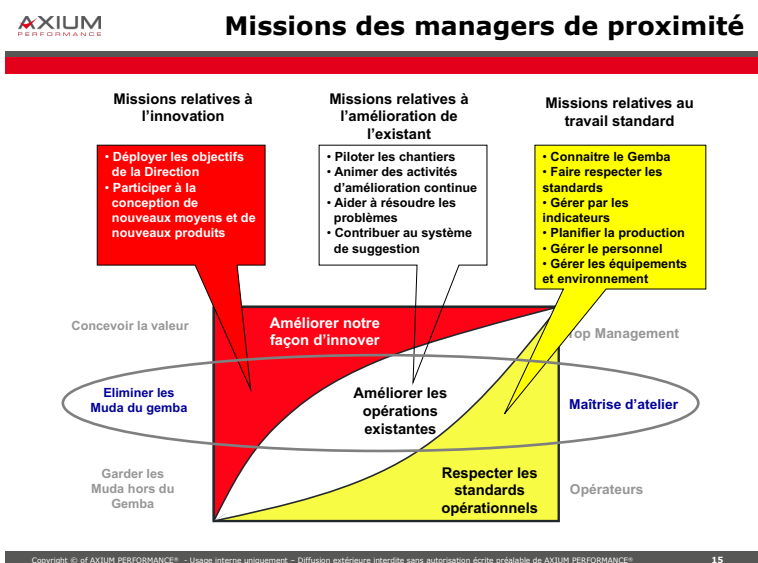 AXIUM
PERFORMANCE
Missions des managers de proximité
Missions relatives à
l'innovation
• Déployer les objectifs
de la Direction
• Participer à la
conception de
nouveaux moyens et de
nouveaux produits
Missions relatives à
l'amélioration de
l'existant
• Piloter les chantiers
• Animer des activités
d'amélioration continue
• Aider à résoudre les
problèmes
• Contribuer au système
de suggestion
Missions relatives au
travail standard
• Connaitre le Gemba
• Faire respecter les
standards
• Gérer par les
indicateurs
• Planifier la production
• Gérer le personnel
• Gérer les équipements
et environnement
Concevoir la valeur
Améliorer notre
façon d'innover
Top Management
Eliminer les
Muda du gemba
Améliorer les
opérations
existantes
Maîtrise d'atelier
Garder les
Muda hors du
Gemba
Respecter les
standards
opérationnels
Opérateurs
Copyright © of AXIUM PERFORMANCE® - Usage interne uniquement – Diffusion extérieure interdite sans autorisation écrite préalable de AXIUM PERFORMANCE®
15